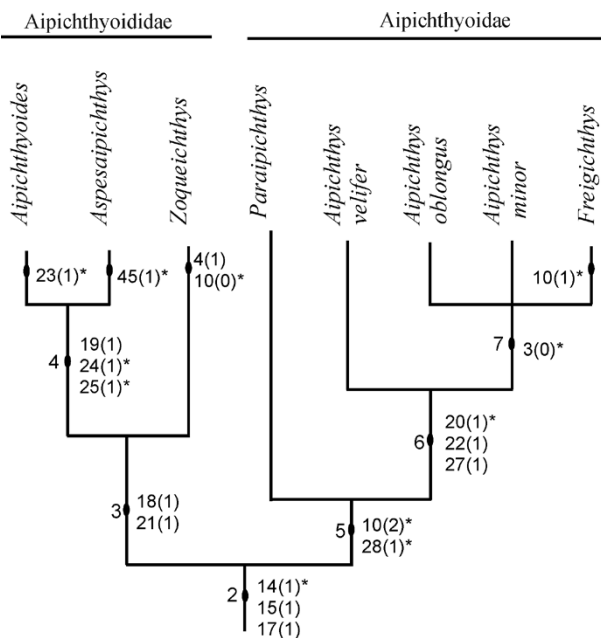 Aipichthyoididae
Aipichthyoidae
Aipichthyoides
Aspesaipichthys
Zoqueichthys
Paraipichthys
Aipichthys
velifer
Aipichthys
oblongus
Aipichthys
minor
Freigichthys
23(1)*
45(1)*
4(1)
10(0)*
10(1)*
4
19(1)
24(1)*
25(1)*
7
3(0)*
6
20(1)*
22(1)
27(1)
3
18(1)
21(1)
5
10(2)*
28(1)*
2
14(1)*
15(1)
17(1)